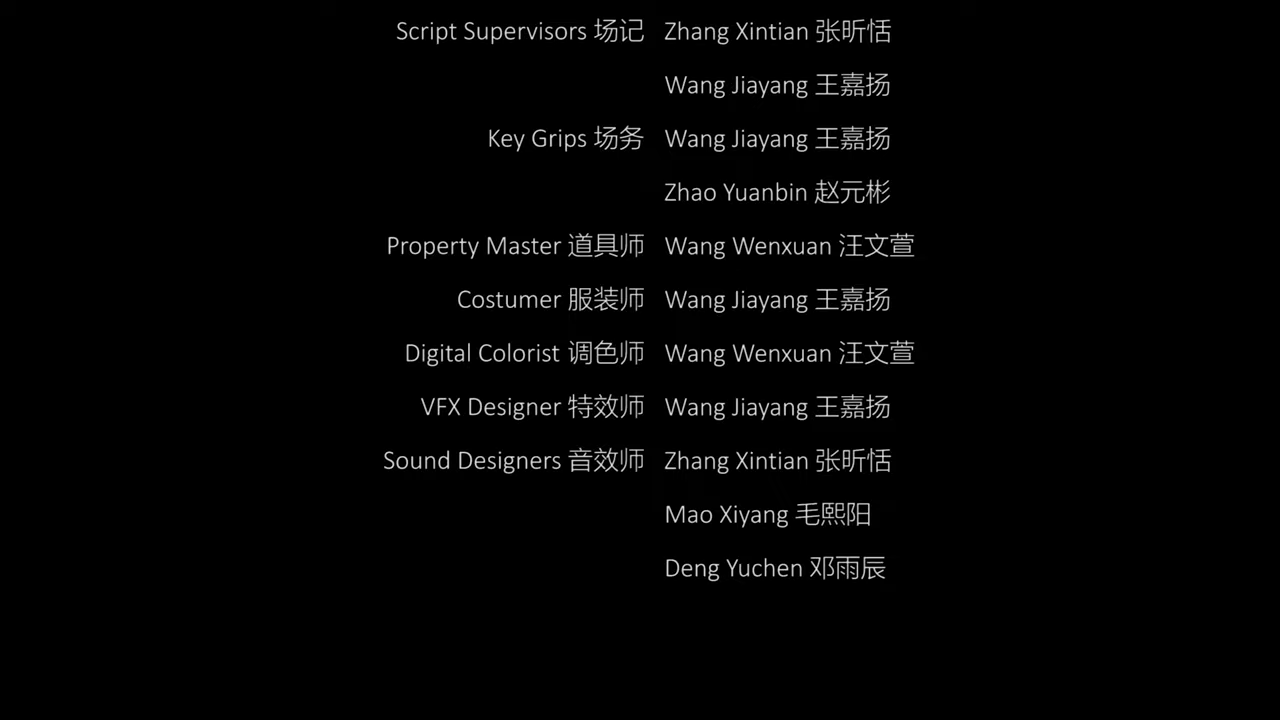 Script Supervisors 场记 Zhang Xintian 张昕恬
Wang Jiayang 王嘉扬
Key Grips 场务 Wang Jiayang 王嘉扬
Zhao Yuanbin 赵元彬
Property Master 道具师 Wang Wenxuan 汪文萱
Costumer 服装师 Wang Jiayang 王嘉扬
Digital Colorist 调色师 Wang Wenxuan 汪文萱
VFX Designer 特效师 Wang Jiayang 王嘉扬
Sound Designers 音效师 Zhang Xintian 张昕恬
Mao Xiyang 毛熙阳
Deng Yuchen 邓雨辰